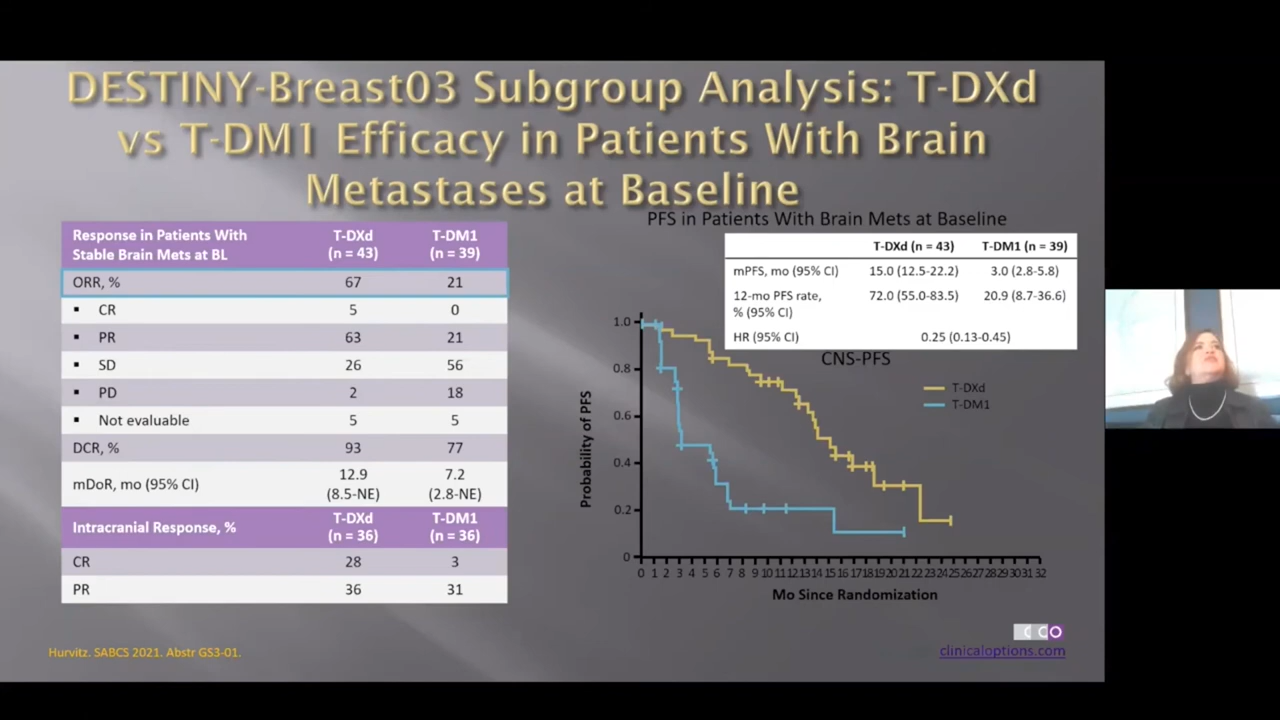 DESTINY-Breast03 Subgroup Analysis: T-DXd
vs T-DM1 Efficacy in Patients With Brain
Metastases at Baseline
Response in Patients With Stable Brain Mets at BL T-DXd (n = 43) T-DM1 (n = 39)
ORR, % 67 21
▪ CR 5 0
▪ PR 63 21
▪ SD 26 56
▪ PD 2 18
▪ Not evaluable 5 5
DCR, % 93 77
mDoR, mo (95% CI) 12.9 (8.5-NE) 7.2 (2.8-NE)
Intracranial Response, % T-DXd (n = 36) T-DM1 (n = 36)
CR 28 3
PR 36 31
PFS in Patients With Brain Mets at Baseline
T-DXd (n = 43) T-DM1 (n = 39)
mPFS, mo (95% CI) 15.0 (12.5-22.2) 3.0 (2.8-5.8)
12-mo PFS rate, % (95% CI) 72.0 (55.0-83.5) 20.9 (8.7-36.6)
HR (95% CI) 0.25 (0.13-0.45)
CNS-PFS
T-DXd
T-DM1
Probability of PFS
1.0
0.8
0.6
0.4
0.2
0
0 1 2 3 4 5 6 7 8 9 10 11 12 13 14 15 16 17 18 19 20 21 22 23 24 25 26 27 28 29 30 31 32
Mo Since Randomization
Hurvitz. SABCS 2021. Abstr GS3-01.
CCO
clinicaloptions.com